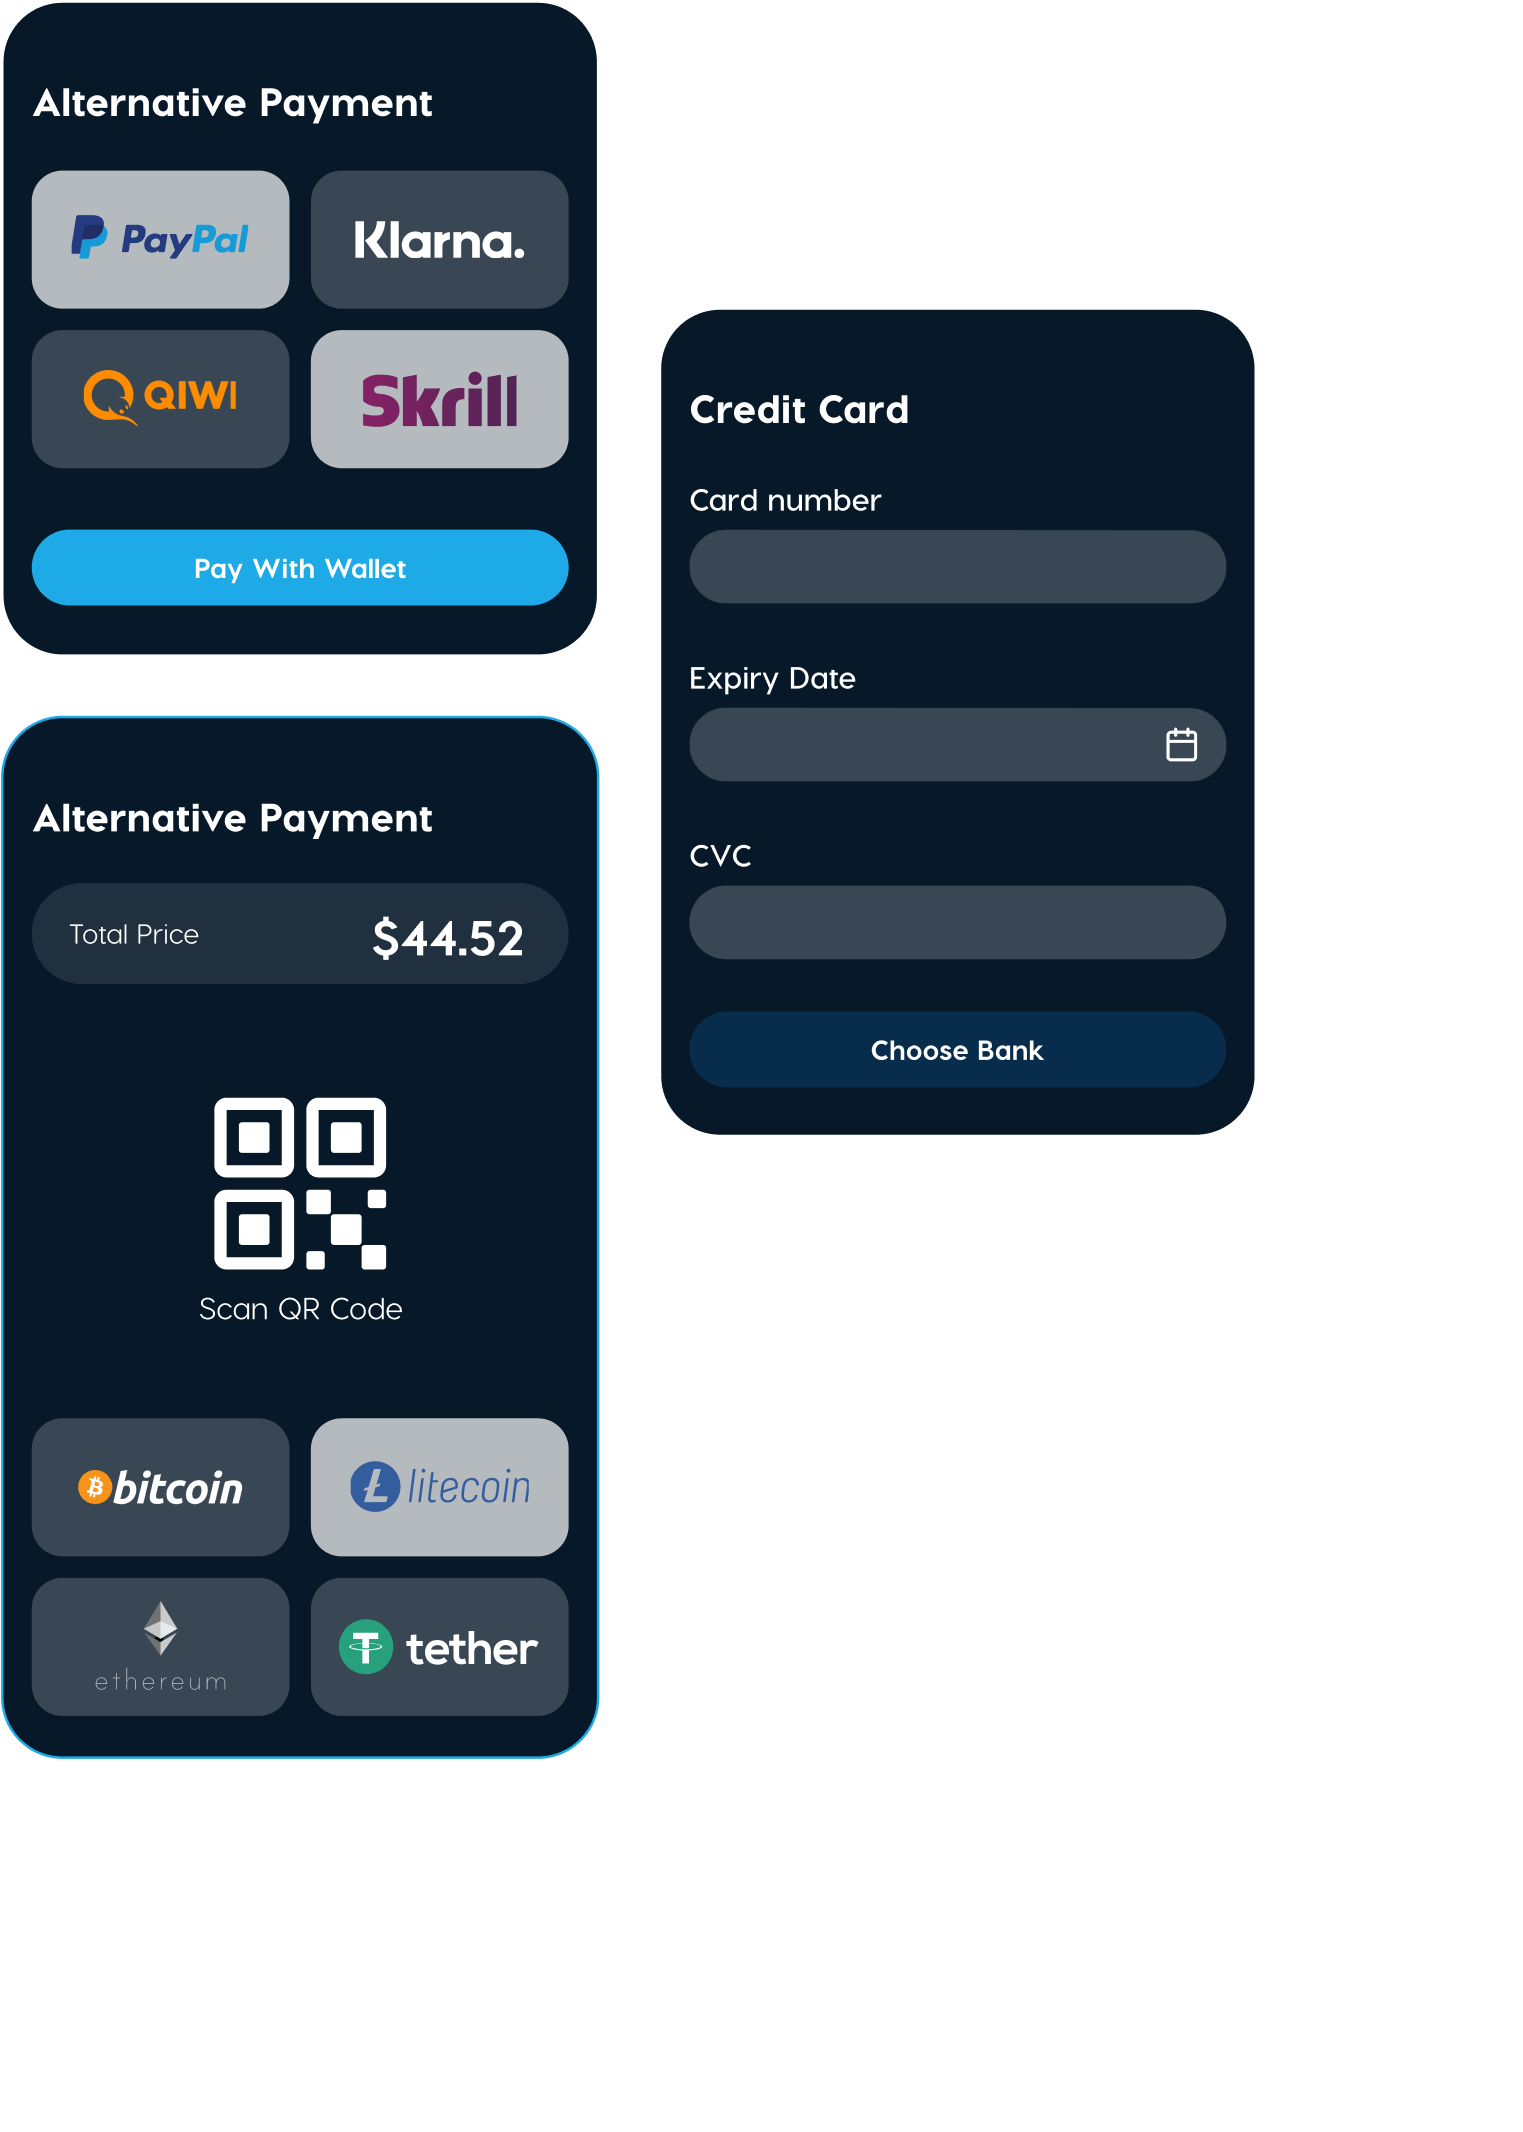 Alternative Payment
PayPal
Klarna.
QIWI
Skrill
Pay With Wallet
Alternative Payment
Total Price
$44.52
Scan QR Code
bitcoin
litecoin
ethereum
tether
Credit Card
Card number
Expiry Date
CVC
Choose Bank